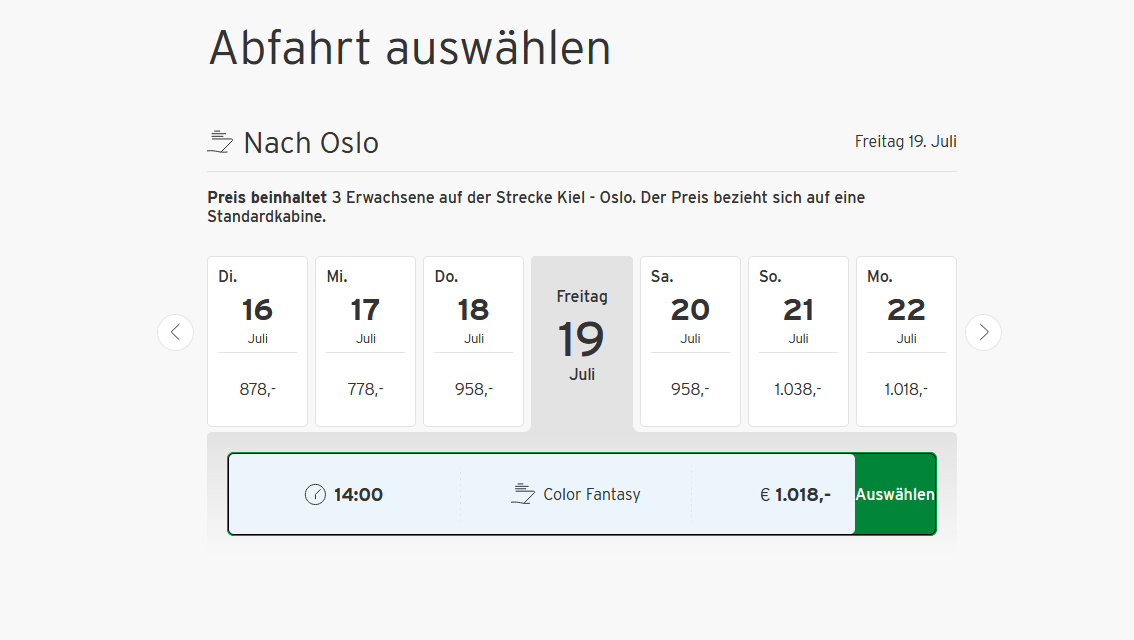 Abfahrt auswählen
Nach Oslo
Freitag 19. Juli
Preis beinhaltet 3 Erwachsene auf der Strecke Kiel - Oslo. Der Preis bezieht sich auf eine
Standardkabine.
Di.
16
Juli
878,-
Mi.
17
Juli
778,-
Do.
18
Juli
958,-
Freitag
19
Juli
Sa.
20
Juli
958,-
So.
21
Juli
1.038,-
Mo.
22
Juli
1.018,-
14:00
Color Fantasy
€ 1.018,-
Auswählen